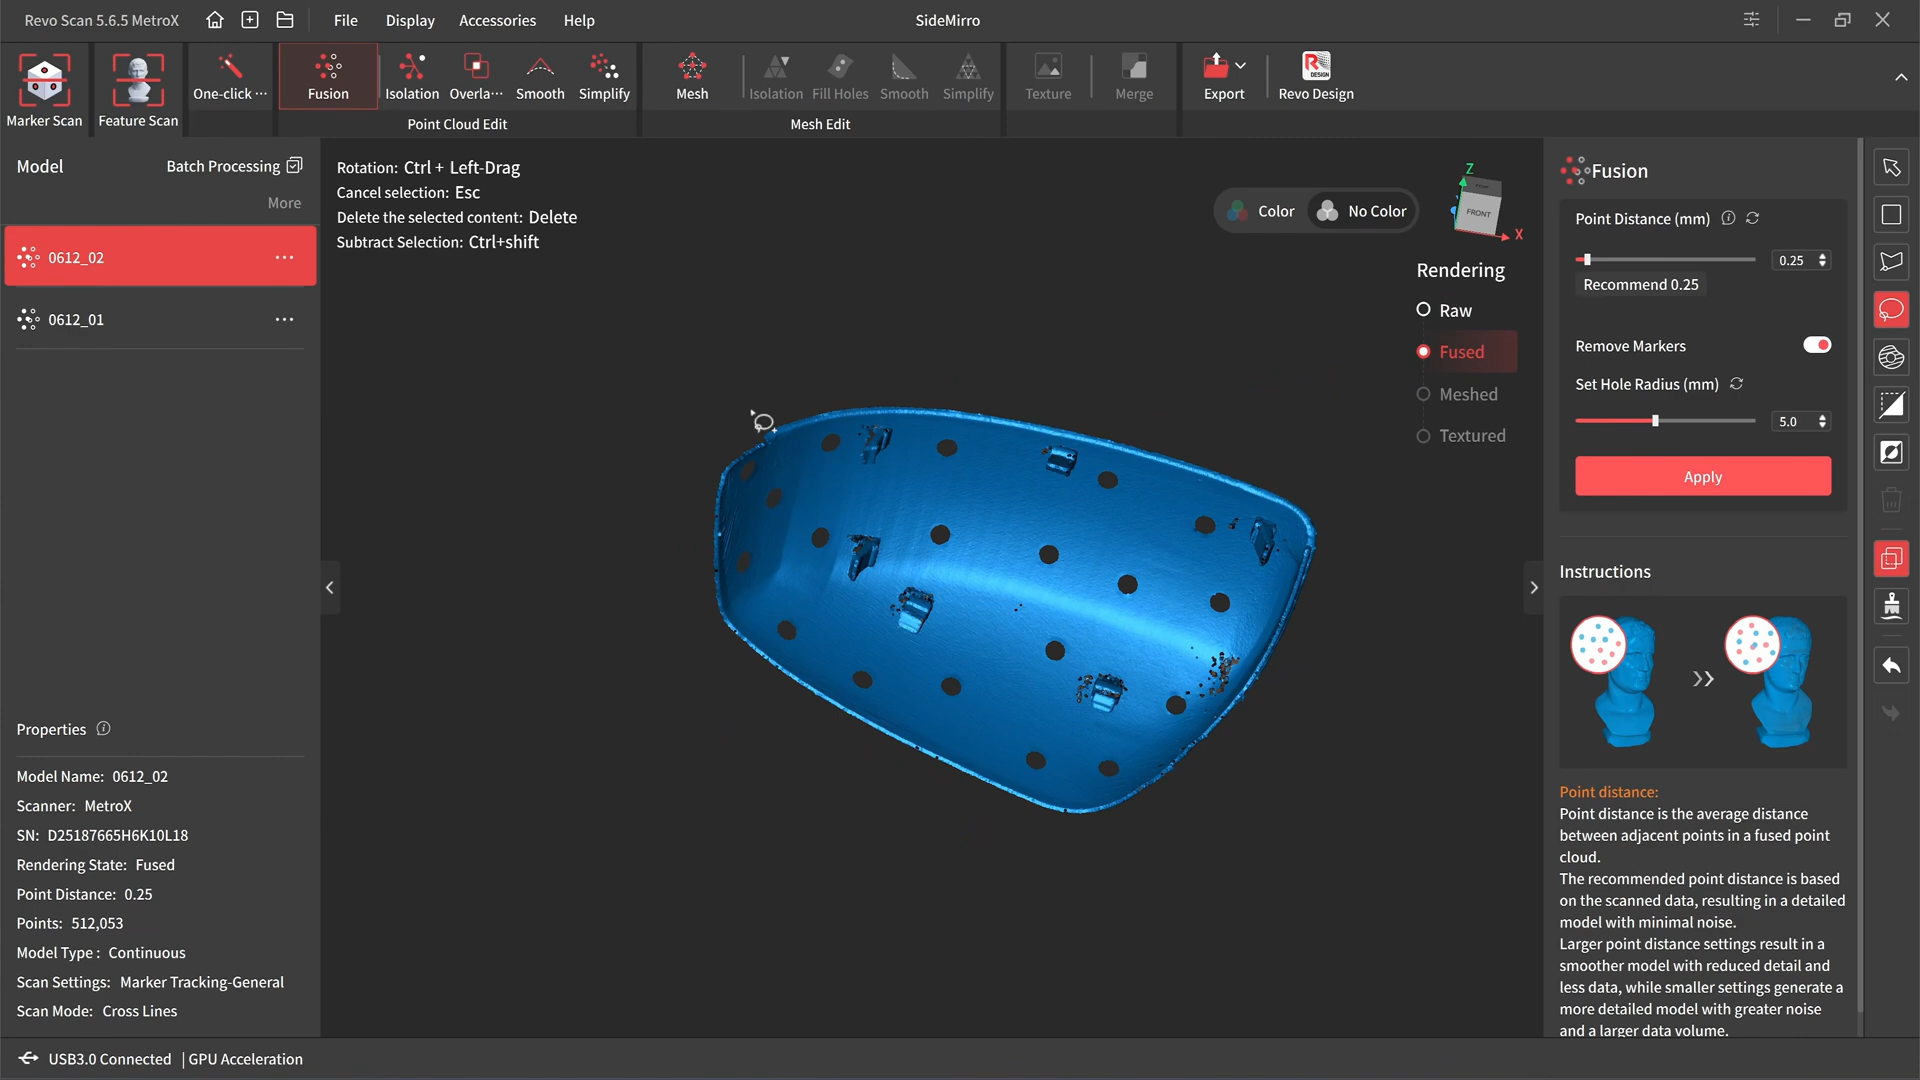 Revo Scan 5.6.5 MetroX
File
Display
Accessories
Help
SideMirro
Marker Scan
Feature Scan
One-click ···
Fusion
Isolation
Overla···
Smooth
Simplify
Point Cloud Edit
Mesh
Isolation
Fill Holes
Smooth
Simplify
Mesh Edit
Texture
Merge
Export
Revo Design
Model
Batch Processing
More
0612_02
0612_01
Rotation: Ctrl + Left-Drag
Cancel selection: Esc
Delete the selected content: Delete
Subtract Selection: Ctrl+shift
Color
No Color
Z
FRONT
X
Rendering
Raw
Fused
Meshed
Textured
Fusion
Point Distance (mm)
0.25
Recommend 0.25
Remove Markers
Set Hole Radius (mm)
5.0
Apply
Instructions
Point distance:
Point distance is the average distance
between adjacent points in a fused point
cloud.
The recommended point distance is based
on the scanned data, resulting in a detailed
model with minimal noise.
Larger point distance settings result in a
smoother model with reduced detail and
less data, while smaller settings generate a
more detailed model with greater noise
and a larger data volume.
Properties
Model Name: 0612_02
Scanner: MetroX
SN: D25187665H6K10L18
Rendering State: Fused
Point Distance: 0.25
Points: 512,053
Model Type : Continuous
Scan Settings: Marker Tracking-General
Scan Mode: Cross Lines
USB3.0 Connected | GPU Acceleration